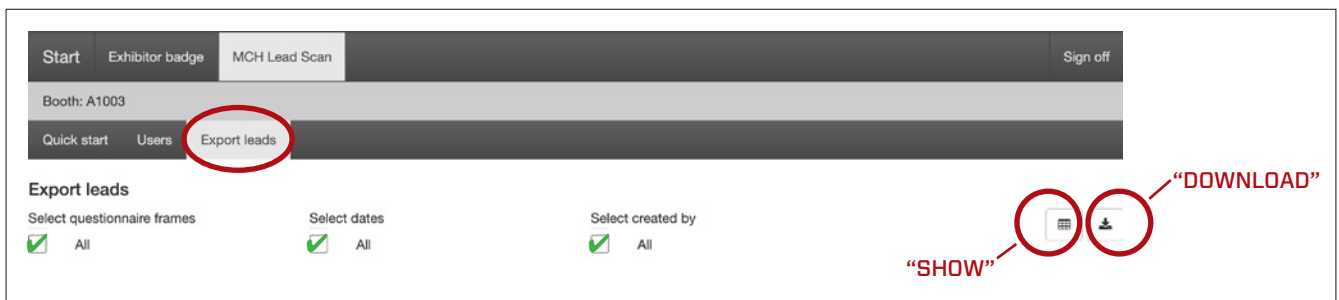 Start Exhibitor badge MCH Lead Scan Sign off
Booth: A1003
Quick start Users Export leads
Export leads
“DOWNLOAD”
Select questionnaire frames Select dates Select created by
All All All
“SHOW”